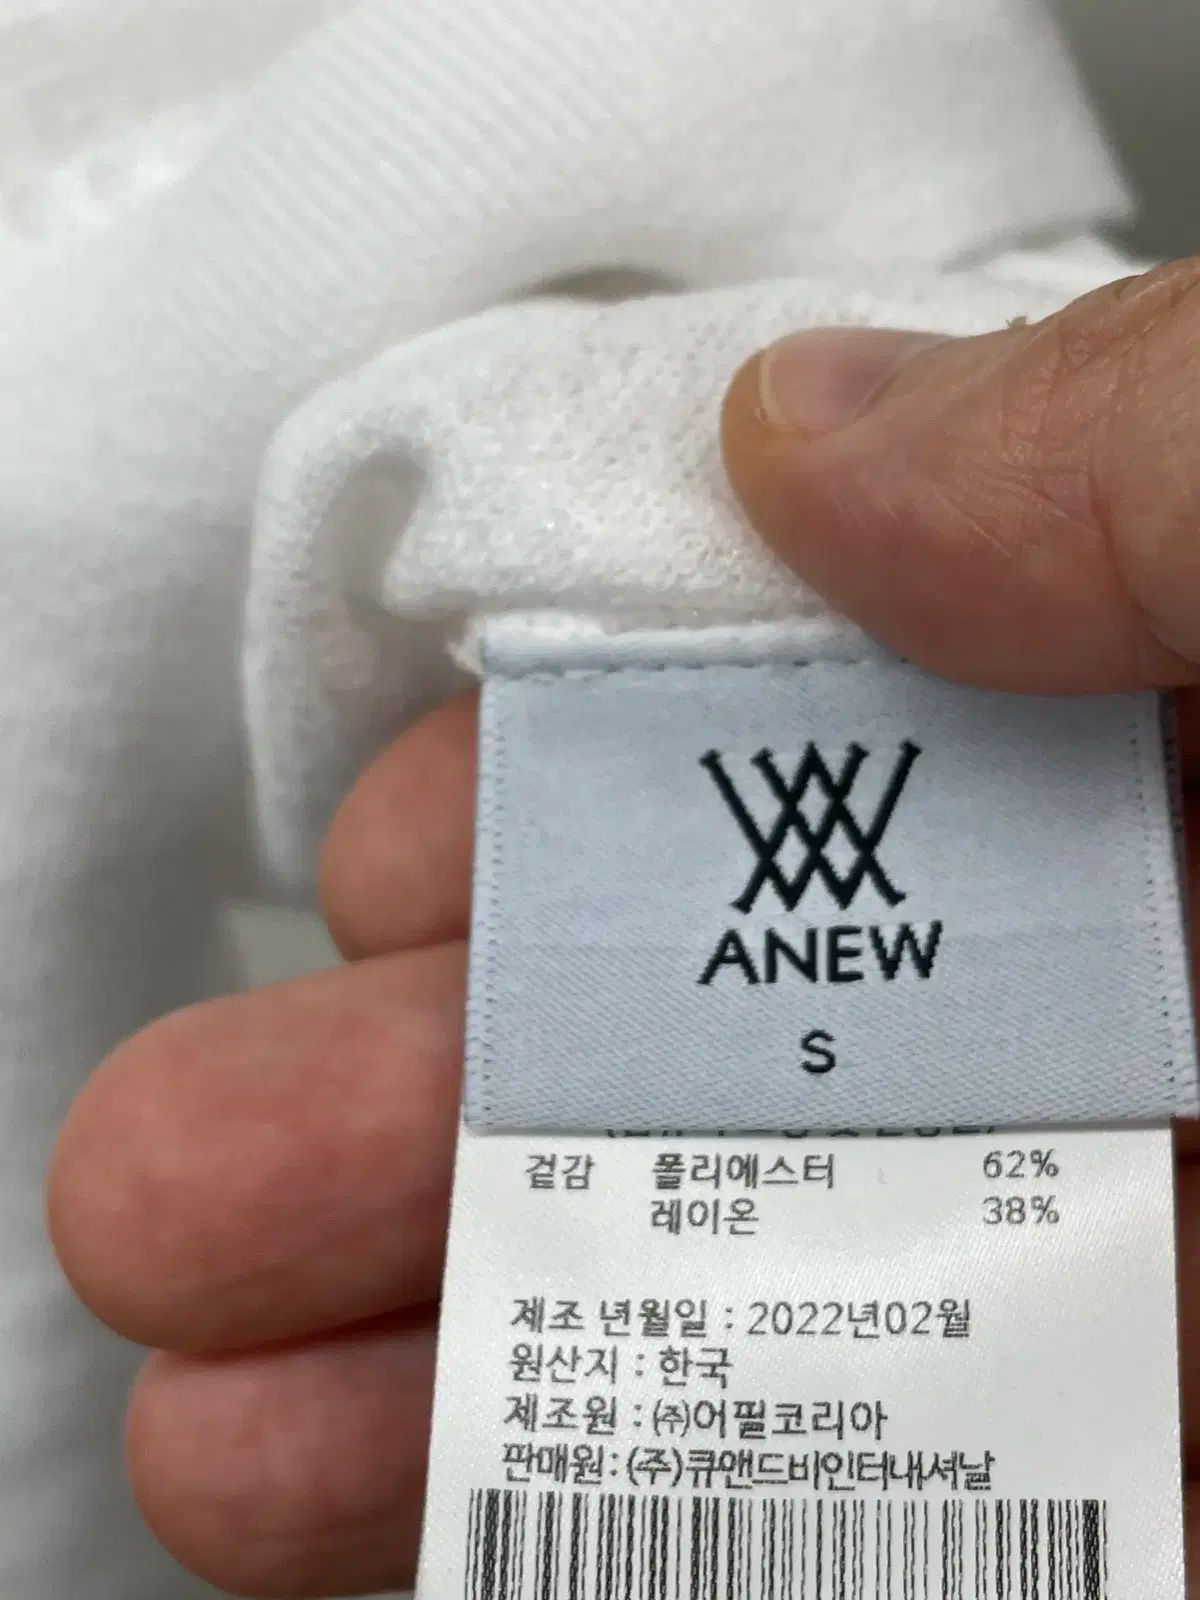 ANEW
S
겉감 폴리에스터 62%
레이온 38%
제조 년월일 : 2022년02월
원산지 : 한국
제조원 : ㈜어필코리아
판매원: (주)큐앤드비인터내셔날